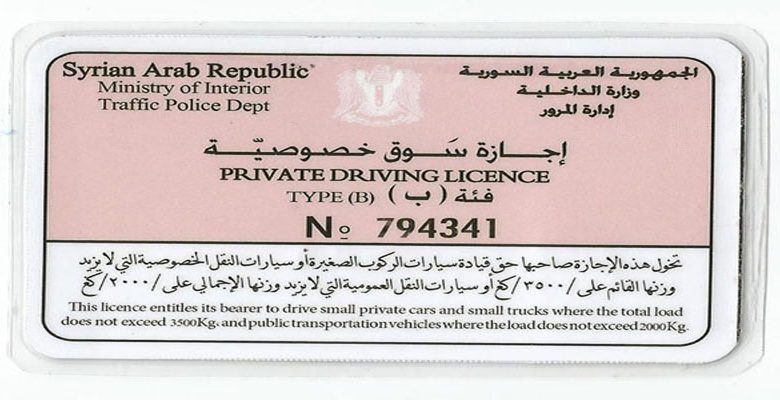 Syrian Arab Republic
Ministry of Interior
Traffic Police Dept
الجمهورية العربية السورية
وزارة الداخلية
إدارة المرور
إجازة سَوق خصوصيّة
PRIVATE DRIVING LICENCE
TYPE (B) فئة (ب)
No 794341
تخول هذه الإجازة صاحبها حق قيادة سيارات الركوب الصغيرة أو سيارات النقل الخصوصية التي لا يزيد
وزنها القائم على /٣٥٠٠/ كغ أو سيارات النقل العمومية التي لا يزيد وزنها الإجمالي على /٢٠٠٠/ كغ
This licence entitles its bearer to drive small private cars and small trucks where the total load
does not exceed 3500Kg, and public transportation vehicles where the load does not exceed 2000Kg.